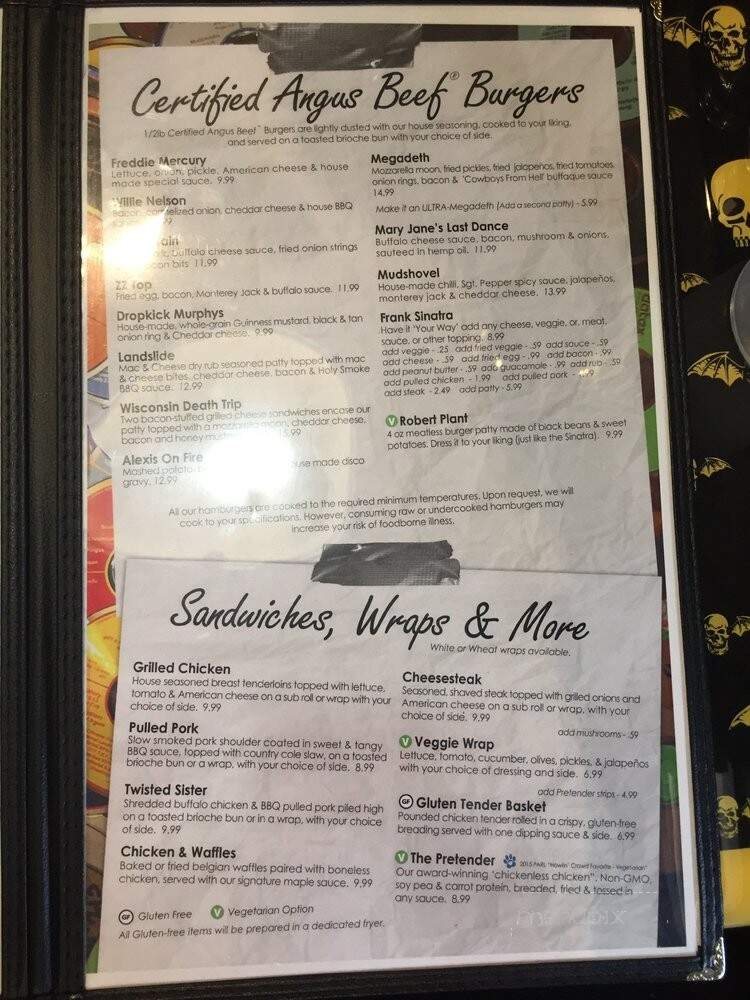 Certified Angus Beef® Burgers
1/2lb Certified Angus Beef® Burgers are lightly dusted with our house seasoning, cooked to your liking,
and served on a toasted brioche bun with your choice of side.
Freddie Mercury
Lettuce, onion, pickle, American cheese & house
made special sauce. 9.99
Willie Nelson
Bacon, caramelized onion, cheddar cheese & house BBQ
buffalo cheese sauce, fried onion strings
bits 11.99
ZZ Top
Fried egg, bacon, Monterey Jack & buffalo sauce. 11.99
Dropkick Murphys
House-made, whole-grain Guinness mustard, black & tan
onion ring & Cheddar cheese. 9.99
Landslide
Mac & Cheese dry rub seasoned patty topped with mac
& cheese bites, cheddar cheese, bacon & Holy Smoke
BBQ sauce. 12.99
Wisconsin Death Trip
Two bacon-stuffed grilled cheese sandwiches encase our
patty topped with a mozzarella moon, cheddar cheese,
bacon and honey
Alexis On Fire
Mashed
made disco
gravy. 12.99
Megadeth
Mozzarella moon, fried pickles, fried jalapeños, fried tomatoes,
onion rings, bacon & 'Cowboys From Hell' buffaque sauce
14.99
Make it an ULTRA-Megadeth (Add a second patty) - 5.99
Mary Jane's Last Dance
Buffalo cheese sauce, bacon, mushroom & onions,
sauteed in hemp oil. 11.99
Mudshovel
House-made chilli, Sgt. Pepper spicy sauce, jalapeños,
monterey jack & cheddar cheese. 13.99
Frank Sinatra
Have it 'Your Way' add any cheese, veggie, or, meat,
sauce, or other topping. 8.99
add veggie - .25 add fried veggie - .59 add sauce - .59
add cheese - .59 add fried egg - .99 add bacon - .99
add peanut butter - .59 add guacamole - .99 add rub - .59
add pulled chicken - 1.99 add pulled pork -
add steak - 2.49 add patty - 5.99
V Robert Plant
4 oz meatless burger patty made of black beans & sweet
potatoes. Dress it to your liking (just like the Sinatra). 9.99
All our hamburgers are cooked to the required minimum temperatures. Upon request, we will
cook to your specifications. However, consuming raw or undercooked hamburgers may
increase your risk of foodborne illness.
Sandwiches, Wraps & More
White or Wheat wraps available.
Grilled Chicken
House seasoned breast tenderloins topped with lettuce,
tomato & American cheese on a sub roll or wrap with your
choice of side. 9.99
Pulled Pork
Slow smoked pork shoulder coated in sweet & tangy
BBQ sauce, topped with country cole slaw, on a toasted
brioche bun or a wrap, with your choice of side. 8.99
Twisted Sister
Shredded buffalo chicken & BBQ pulled pork piled high
on a toasted brioche bun or in a wrap, with your choice
of side. 9.99
Chicken & Waffles
Baked or fried belgian waffles paired with boneless
chicken, served with our signature maple sauce. 9.99
GF Gluten Free V Vegetarian Option
All Gluten-free items will be prepared in a dedicated fryer.
Cheesesteak
Seasoned, shaved steak topped with grilled onions and
American cheese on a sub roll or wrap, with your
choice of side. 9.99
add mushrooms - .59
V Veggie Wrap
Lettuce, tomato, cucumber, olives, pickles, & jalapeños
with your choice of dressing and side. 6.99
add Pretender strips - 4.99
GF Gluten Tender Basket
Pounded chicken tender rolled in a crispy, gluten-free
breading served with one dipping sauce & side. 6.99
V The Pretender 2015 PAWS "Howlin' Crowd Favorite - Vegetarian"
Our award-winning 'chickenless chicken", Non-GMO,
soy pea & carrot protein, breaded, fried & tossed in
any sauce. 8.99